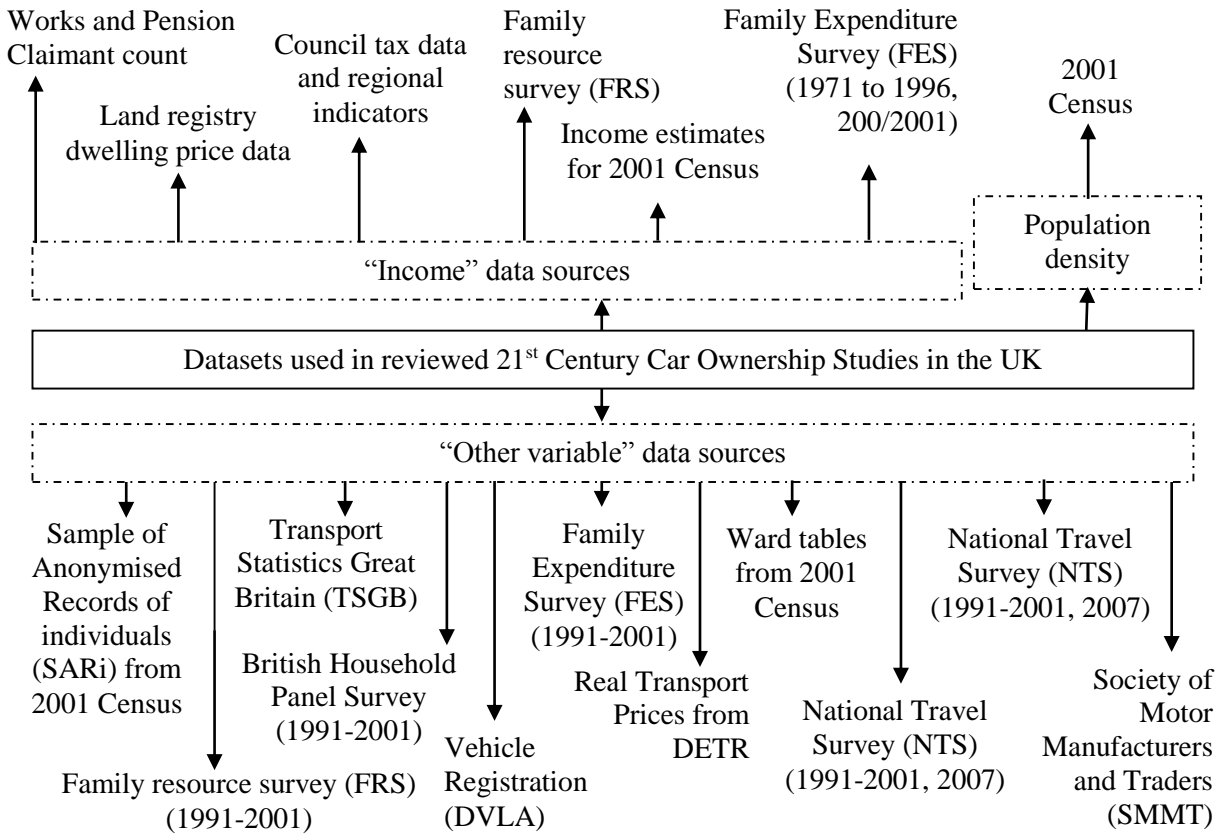 Works and Pension
Claimant count
Land registry
dwelling price data
Council tax data
and regional
indicators
Family
resource
survey (FRS)
Income estimates
for 2001 Census
Family Expenditure
Survey (FES)
(1971 to 1996,
200/2001)
2001
Census
Population
density
“Income” data sources
Datasets used in reviewed 21st Century Car Ownership Studies in the UK
“Other variable” data sources
Sample of
Anonymised
Records of
individuals
(SARi) from
2001 Census
Family resource survey (FRS)
(1991-2001)
Transport
Statistics Great
Britain (TSGB)
British Household
Panel Survey
(1991-2001)
Vehicle
Registration
(DVLA)
Family
Expenditure
Survey (FES)
(1991-2001)
Real Transport
Prices from
DETR
Ward tables
from 2001
Census
National Travel
Survey (NTS)
(1991-2001, 2007)
National Travel
Survey (NTS)
(1991-2001, 2007)
Society of
Motor
Manufacturers
and Traders
(SMMT)